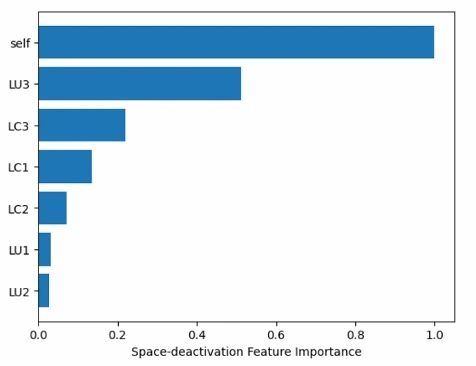 self
LU3
LC3
LC1
LC2
LU1
LU2
0.0 0.2 0.4 0.6 0.8 1.0
Space-deactivation Feature Importance